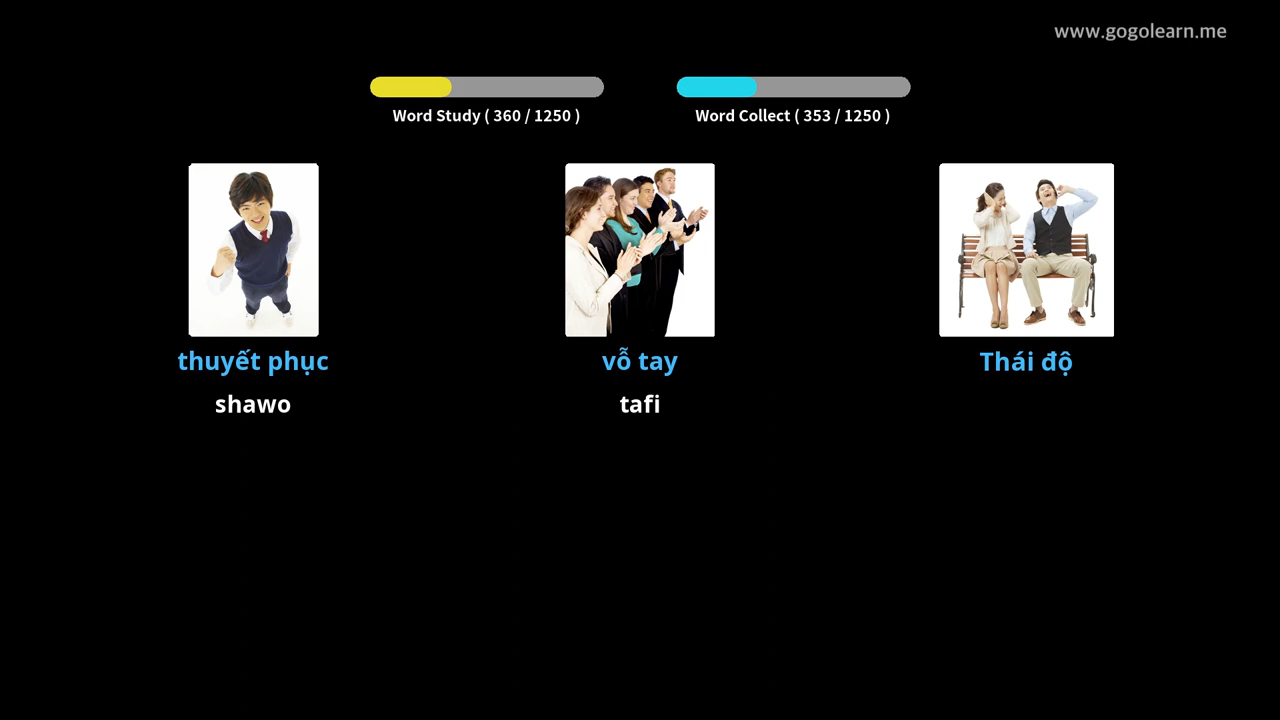 www.gogolearn.me
Word Study ( 360 / 1250 )
Word Collect ( 353 / 1250 )
thuyết phục
shawo
vỗ tay
tafi
Thái độ